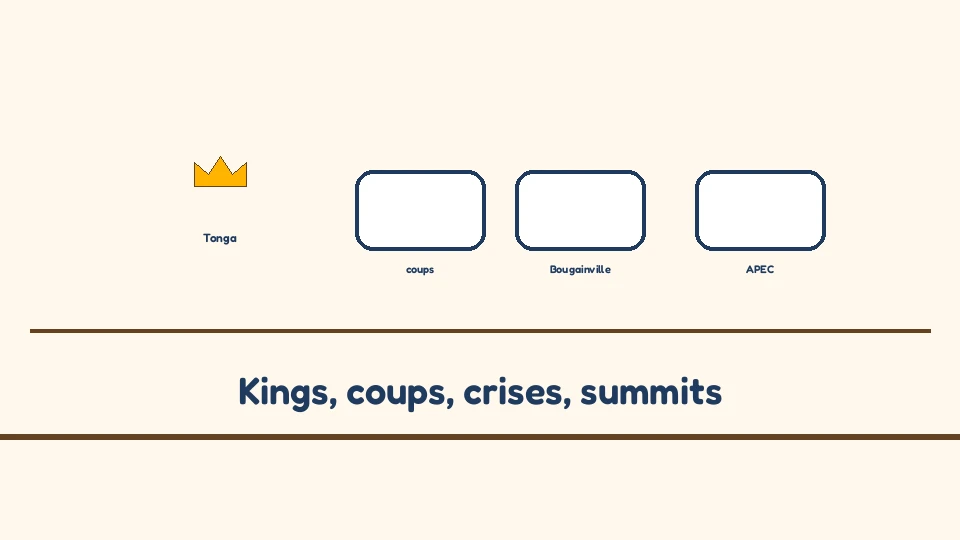 Tonga
coups
Bougainville
APEC
Kings, coups, crises, summits